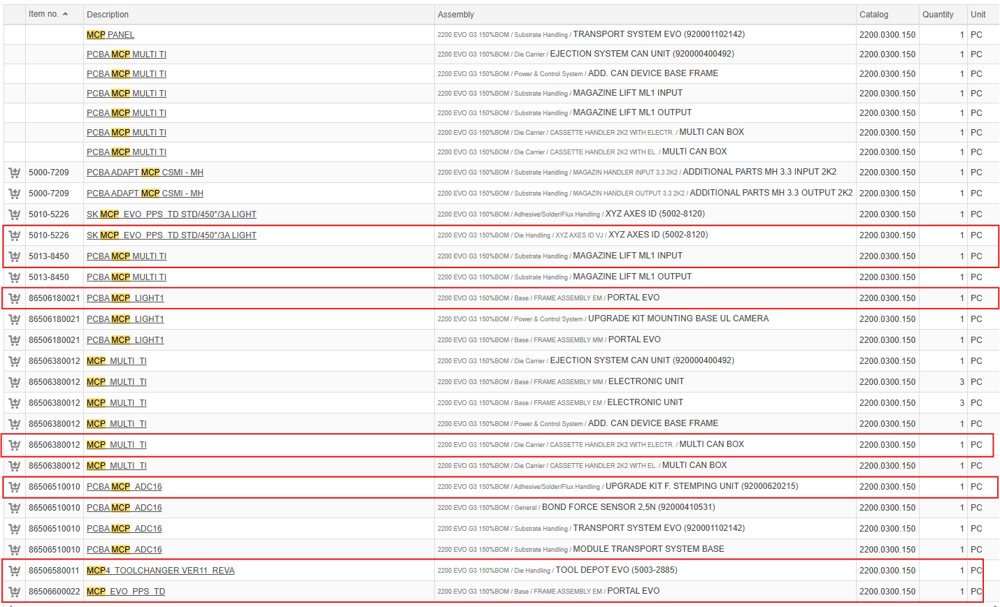 Item no. Description Assembly Catalog Quantity Unit
MCP PANEL 2200 EVO G3 150%BOM / Substrate Handling / TRANSPORT SYSTEM EVO (920001102142) 2200.0300.150 1 PC
PCBA MCP MULTI TI 2200 EVO G3 150%BOM / Die Carrier / EJECTION SYSTEM CAN UNIT (920000400492) 2200.0300.150 1 PC
PCBA MCP MULTI TI 2200 EVO G3 150%BOM / Power & Control System / ADD. CAN DEVICE BASE FRAME 2200.0300.150 1 PC
PCBA MCP MULTI TI 2200 EVO G3 150%BOM / Substrate Handling / MAGAZINE LIFT ML1 INPUT 2200.0300.150 1 PC
PCBA MCP MULTI TI 2200 EVO G3 150%BOM / Substrate Handling / MAGAZINE LIFT ML1 OUTPUT 2200.0300.150 1 PC
PCBA MCP MULTI TI 2200 EVO G3 150%BOM / Die Carrier / CASSETTE HANDLER 2K2 WITH ELECTR. / MULTI CAN BOX 2200.0300.150 1 PC
PCBA MCP MULTI TI 2200 EVO G3 150%BOM / Die Carrier / CASSETTE HANDLER 2K2 WITH EL. / MULTI CAN BOX 2200.0300.150 1 PC
5000-7209 PCBA ADAPT MCP CSMI - MH 2200 EVO G3 150%BOM / Substrate Handling / MAGAZIN HANDLER INPUT 3.3 2K2 / ADDITIONAL PARTS MH 3.3 INPUT 2K2 2200.0300.150 1 PC
5000-7209 PCBA ADAPT MCP CSMI - MH 2200 EVO G3 150%BOM / Substrate Handling / MAGAZIN HANDLER OUTPUT 3.3 2K2 / ADDITIONAL PARTS MH 3.3 OUTPUT 2K2 2200.0300.150 1 PC
5010-5226 SK MCP_EVO_PPS_TD STD/450°/3A LIGHT 2200 EVO G3 150%BOM / Adhesive/Solder/Flux Handling / XYZ AXES ID (5002-8120) 2200.0300.150 1 PC
5010-5226 SK MCP_EVO_PPS_TD STD/450°/3A LIGHT 2200 EVO G3 150%BOM / Die Handling / XYZ AXES ID VJ / XYZ AXES ID (5002-8120) 2200.0300.150 1 PC
5013-8450 PCBA MCP MULTI TI 2200 EVO G3 150%BOM / Substrate Handling / MAGAZINE LIFT ML1 INPUT 2200.0300.150 1 PC
5013-8450 PCBA MCP MULTI TI 2200 EVO G3 150%BOM / Substrate Handling / MAGAZINE LIFT ML1 OUTPUT 2200.0300.150 1 PC
86506180021 PCBA MCP_LIGHT1 2200 EVO G3 150%BOM / Base / FRAME ASSEMBLY EM / PORTAL EVO 2200.0300.150 1 PC
86506180021 PCBA MCP_LIGHT1 2200 EVO G3 150%BOM / Power & Control System / UPGRADE KIT MOUNTING BASE UL CAMERA 2200.0300.150 1 PC
86506180021 PCBA MCP_LIGHT1 2200 EVO G3 150%BOM / Base / FRAME ASSEMBLY MM / PORTAL EVO 2200.0300.150 1 PC
86506380012 MCP_MULTI_TI 2200 EVO G3 150%BOM / Die Carrier / EJECTION SYSTEM CAN UNIT (920000400492) 2200.0300.150 1 PC
86506380012 MCP_MULTI_TI 2200 EVO G3 150%BOM / Base / FRAME ASSEMBLY MM / ELECTRONIC UNIT 2200.0300.150 3 PC
86506380012 MCP_MULTI_TI 2200 EVO G3 150%BOM / Base / FRAME ASSEMBLY EM / ELECTRONIC UNIT 2200.0300.150 3 PC
86506380012 MCP_MULTI_TI 2200 EVO G3 150%BOM / Power & Control System / ADD. CAN DEVICE BASE FRAME 2200.0300.150 1 PC
86506380012 MCP_MULTI_TI 2200 EVO G3 150%BOM / Die Carrier / CASSETTE HANDLER 2K2 WITH ELECTR. / MULTI CAN BOX 2200.0300.150 1 PC
86506380012 MCP_MULTI_TI 2200 EVO G3 150%BOM / Die Carrier / CASSETTE HANDLER 2K2 WITH EL. / MULTI CAN BOX 2200.0300.150 1 PC
86506510010 PCBA MCP_ADC16 2200 EVO G3 150%BOM / Adhesive/Solder/Flux Handling / UPGRADE KIT F. STEMPING UNIT (92000620215) 2200.0300.150 1 PC
86506510010 PCBA MCP_ADC16 2200 EVO G3 150%BOM / General / BOND FORCE SENSOR 2,5N (92000410531) 2200.0300.150 1 PC
86506510010 PCBA MCP_ADC16 2200 EVO G3 150%BOM / Substrate Handling / TRANSPORT SYSTEM EVO (920001102142) 2200.0300.150 1 PC
86506510010 PCBA MCP_ADC16 2200 EVO G3 150%BOM / Substrate Handling / MODULE TRANSPORT SYSTEM BASE 2200.0300.150 1 PC
86506580011 MCP4_TOOLCHANGER VER11_REVA 2200 EVO G3 150%BOM / Die Handling / TOOL DEPOT EVO (5003-2885) 2200.0300.150 1 PC
86506600022 MCP_EVO_PPS_TD 2200 EVO G3 150%BOM / Base / FRAME ASSEMBLY EM / PORTAL EVO 2200.0300.150 1 PC